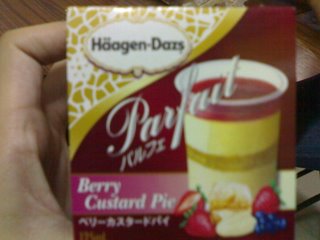 Häagen-Dazs
Parfait
パルフェ
Berry
Custard Pie
ベリーカスタードパイ